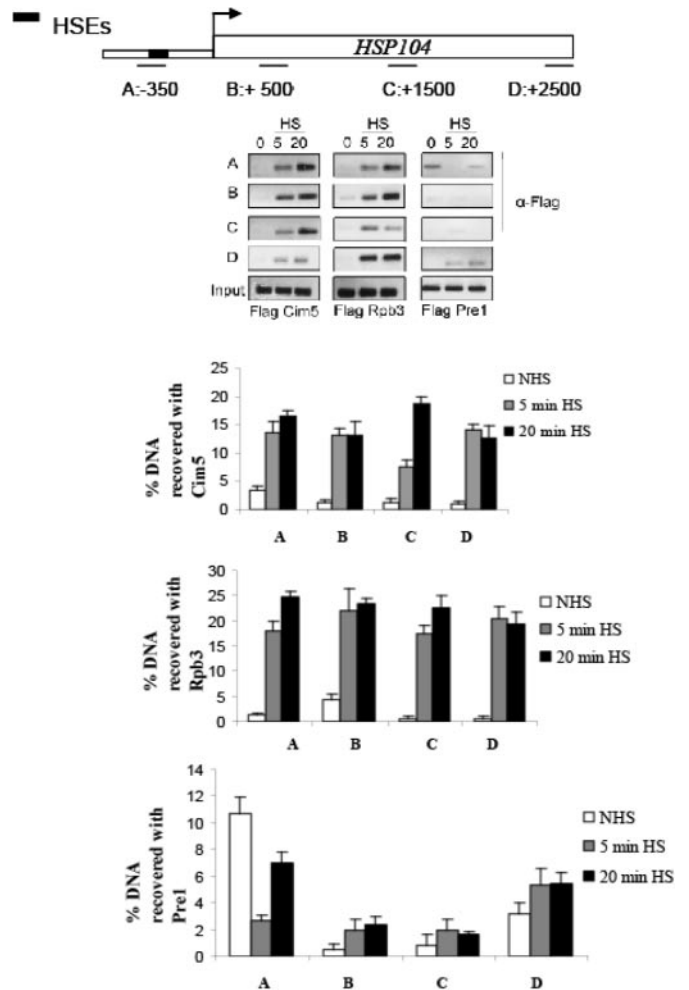 HSEs
HSP104
A:-350 B:+ 500 C:+1500 D:+2500
HS HS HS
0 5 20 0 5 20 0 5 20
A
B
α-Flag
C
D
Input
Flag Cim5 Flag Rpb3 Flag Pre1
% DNA
recovered with
Cim5
25
20
15
10
5
0
A B C D
NHS
5 min HS
20 min HS
% DNA
recovered with
Rpb3
30
25
20
15
10
5
0
A B C D
NHS
5 min HS
20 min HS
% DNA
recovered with
Pre1
14
12
10
8
6
4
2
0
A B C D
NHS
5 min HS
20 min HS